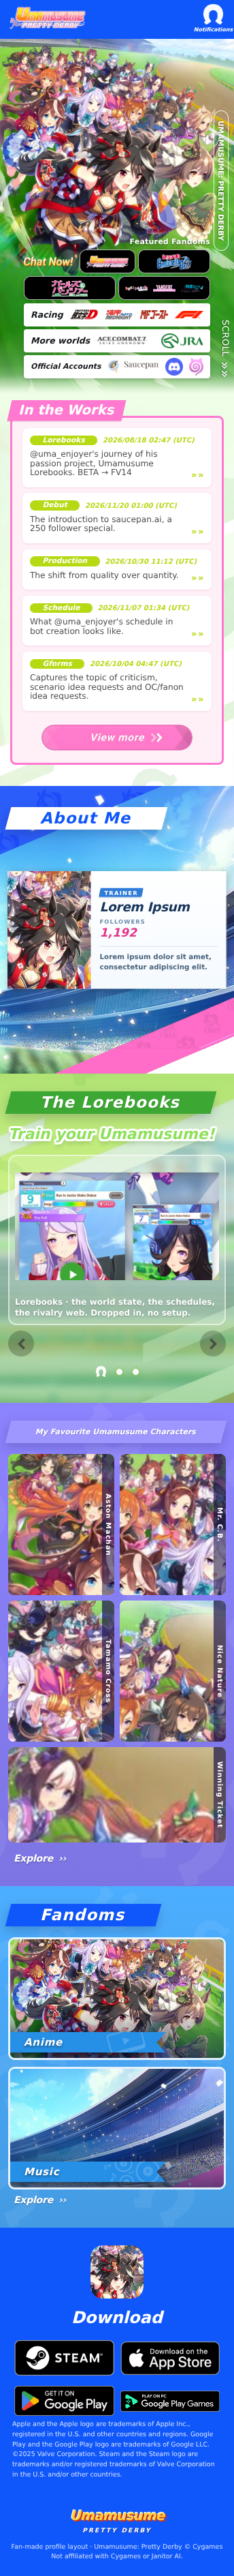 Umamusume
PRETTY DERBY
Notifications
UMAMUSUME: PRETTY DERBY
Featured Fandoms
Chat Now!
Umamusume
Racing
MF GHOST
F1
More worlds
ACE COMBAT 7
SKIES UNKNOWN
JRA
Official Accounts
Saucepan
SCROLL »
In the Works
Lorebooks
2026/08/18 02:47 (UTC)
@uma_enjoyer's journey of his
passion project, Umamusume
Lorebooks. BETA → FV14
»»
Debut
2026/11/20 01:00 (UTC)
The introduction to saucepan.ai, a
250 follower special.
»»
Production
2026/10/30 11:12 (UTC)
The shift from quality over quantity.
»»
Schedule
2026/11/07 01:34 (UTC)
What @uma_enjoyer's schedule in
bot creation looks like.
»»
Gforms
2026/10/04 04:47 (UTC)
Captures the topic of criticism,
scenario idea requests and OC/fanon
idea requests.
»»
View more
About Me
TRAINER
Lorem Ipsum
FOLLOWERS
1,192
Lorem ipsum dolor sit amet,
consectetur adipiscing elit.
The Lorebooks
Train your Umamusume!
9
7
Lorebooks - the world state, the schedules,
the rivalry web. Dropped in, no setup.
My Favourite Umamusume Characters
Aston Machan
Mr. C.B.
Tamamo Cross
Nice Nature
Winning Ticket
Explore ››
Fandoms
Anime
Music
Explore ››
Download
STEAM®
Download on the
App Store
GET IT ON
Google Play
PLAY ON PC
Google Play Games
Apple and the Apple logo are trademarks of Apple Inc.,
registered in the U.S. and other countries and regions. Google
Play and the Google Play logo are trademarks of Google LLC.
©2025 Valve Corporation. Steam and the Steam logo are
trademarks and/or registered trademarks of Valve Corporation
in the U.S. and/or other countries.
Umamusume
PRETTY DERBY
Fan-made profile layout · Umamusume: Pretty Derby © Cygames
Not affiliated with Cygames or Janitor AI.